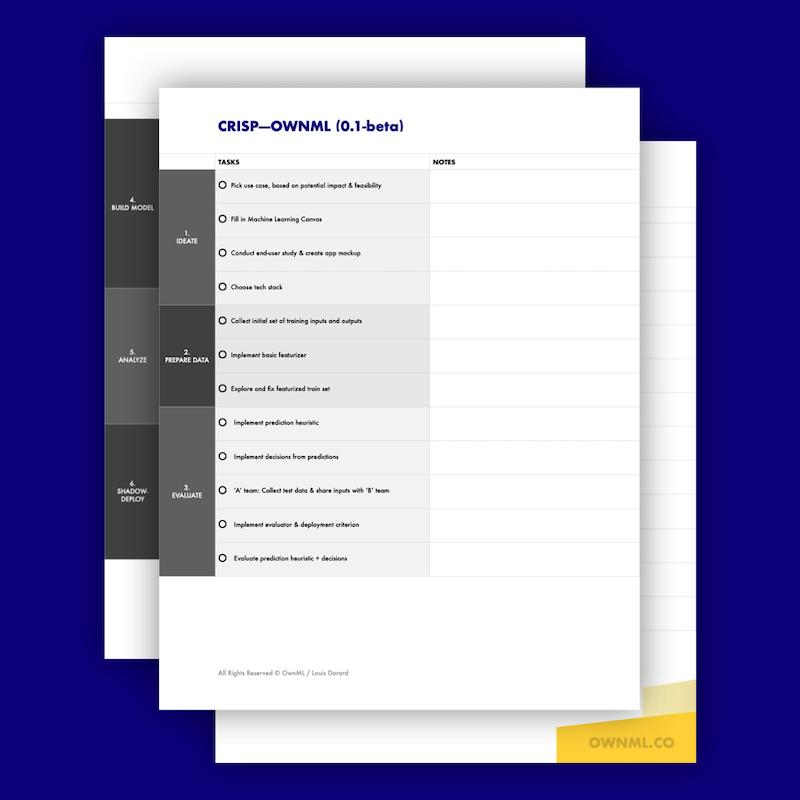 CRISP—OWNML (0.1-beta)
TASKS
NOTES
1.
IDEATE
Pick use case, based on potential impact & feasibility
Fill in Machine Learning Canvas
Conduct end-user study & create app mockup
Choose tech stack
2.
PREPARE DATA
Collect initial set of training inputs and outputs
Implement basic featurizer
Explore and fix featurized train set
3.
EVALUATE
Implement prediction heuristic
Implement decisions from predictions
'A' team: Collect test data & share inputs with 'B' team
Implement evaluator & deployment criterion
Evaluate prediction heuristic + decisions
All Rights Reserved © OwnML / Louis Dorard
4.
BUILD MODEL
5.
ANALYZE
6.
SHADOW-
DEPLOY
OWNML.CO